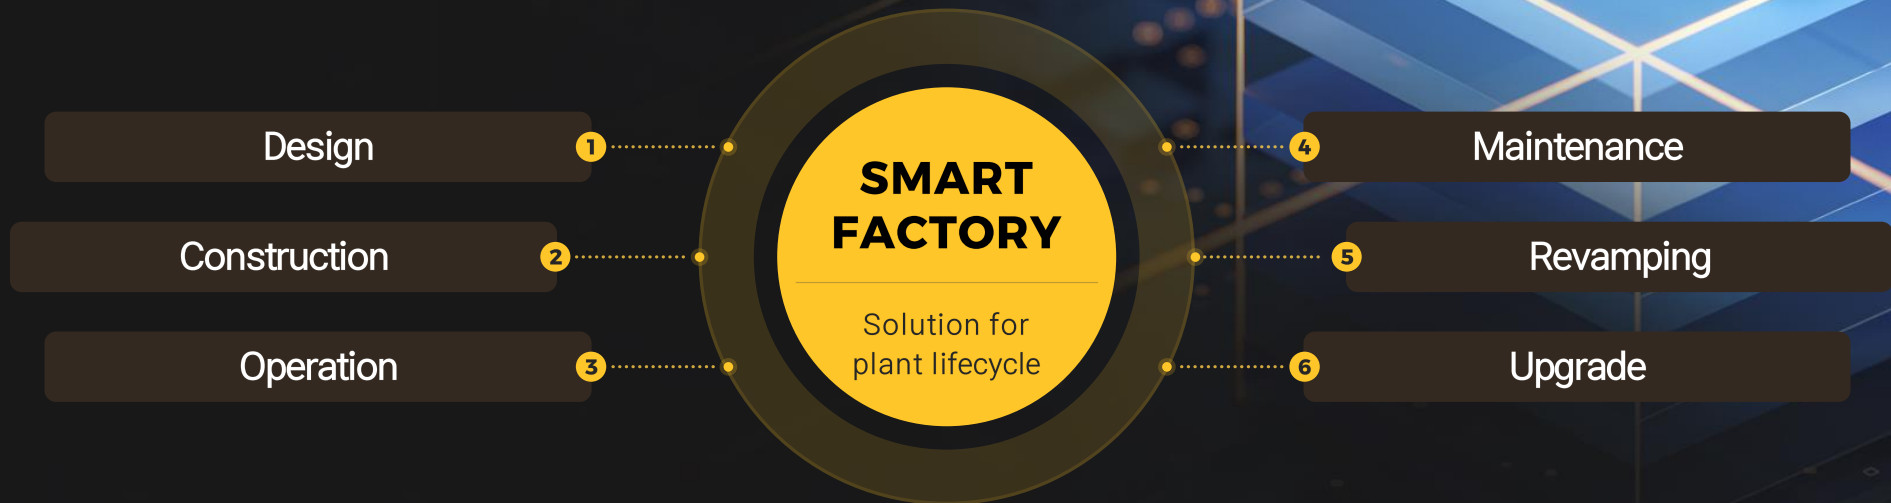 Design
1
Construction
2
Operation
3
SMART
FACTORY
Solution for
plant lifecycle
4
Maintenance
5
Revamping
6
Upgrade